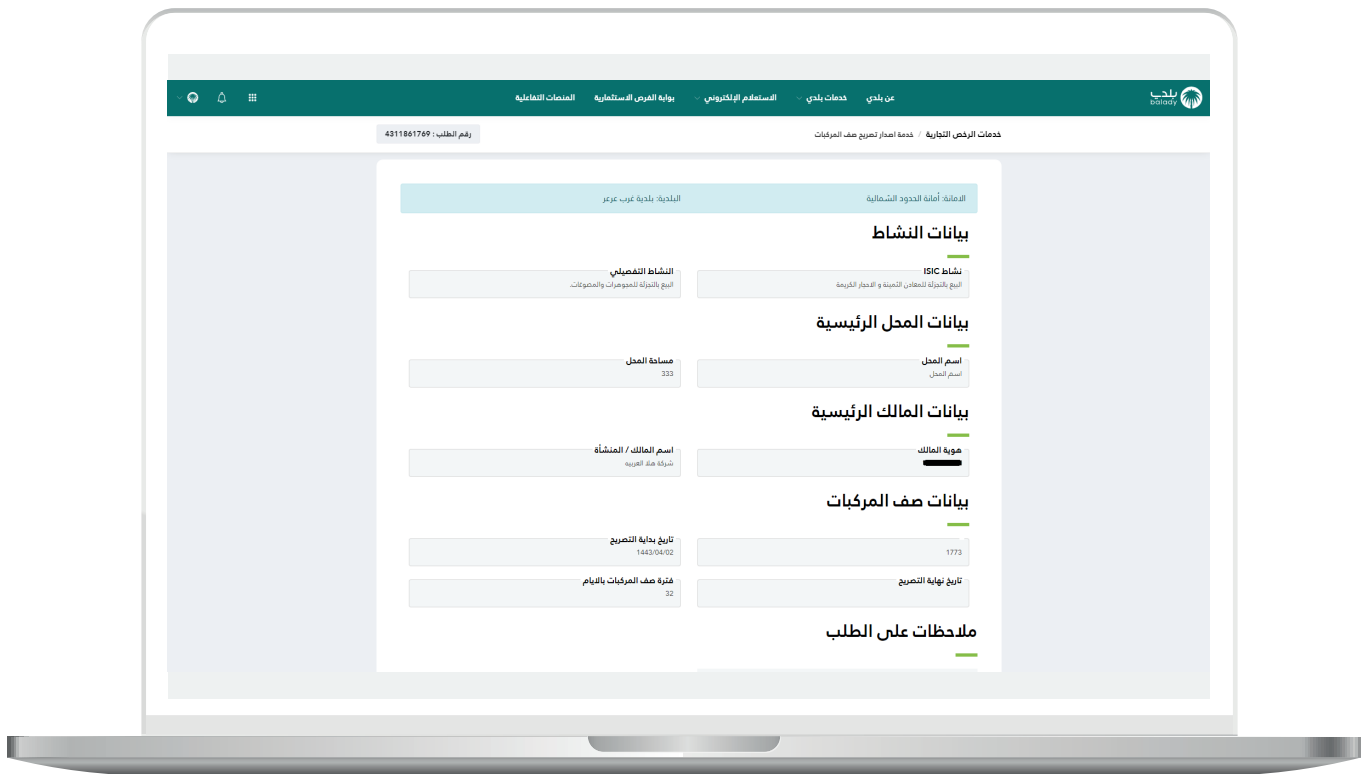 بلدي
balady
عن بلدي
خدمات بلدي
الاستعلام الإلكتروني
بوابة الفرص الاستثمارية
المنصات التفاعلية
خدمات الرخص التجارية / خدمة اصدار تصريح صف المركبات
رقم الطلب : 4311861769
الامانة: أمانة الحدود الشمالية
البلدية: بلدية غرب عرعر
بيانات النشاط
نشاط ISIC
البيع بالتجزئة للمعادن الثمينة و الاحجار الكريمة
النشاط التفصيلي
البيع بالتجزئة للمجوهرات والمصوغات.
بيانات المحل الرئيسية
اسم المحل
اسم المحل
مساحة المحل
333
بيانات المالك الرئيسية
هوية المالك
اسم المالك / المنشأة
شركة هلا العربيه
بيانات صف المركبات
1773
تاريخ بداية التصريح
1443/04/02
تاريخ نهاية التصريح
فترة صف المركبات بالايام
32
ملاحظات على الطلب